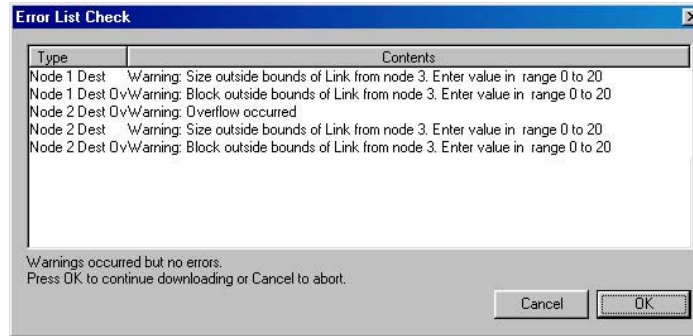 Error List Check
Type Contents
Node 1 Dest Warning: Size outside bounds of Link from node 3. Enter value in range 0 to 20
Node 1 Dest Ov Warning: Block outside bounds of Link from node 3. Enter value in range 0 to 20
Node 2 Dest Ov Warning: Overflow occurred
Node 2 Dest Warning: Size outside bounds of Link from node 3. Enter value in range 0 to 20
Node 2 Dest Ov Warning: Block outside bounds of Link from node 3. Enter value in range 0 to 20
Warnings occurred but no errors.
Press OK to continue downloading or Cancel to abort.
Cancel OK